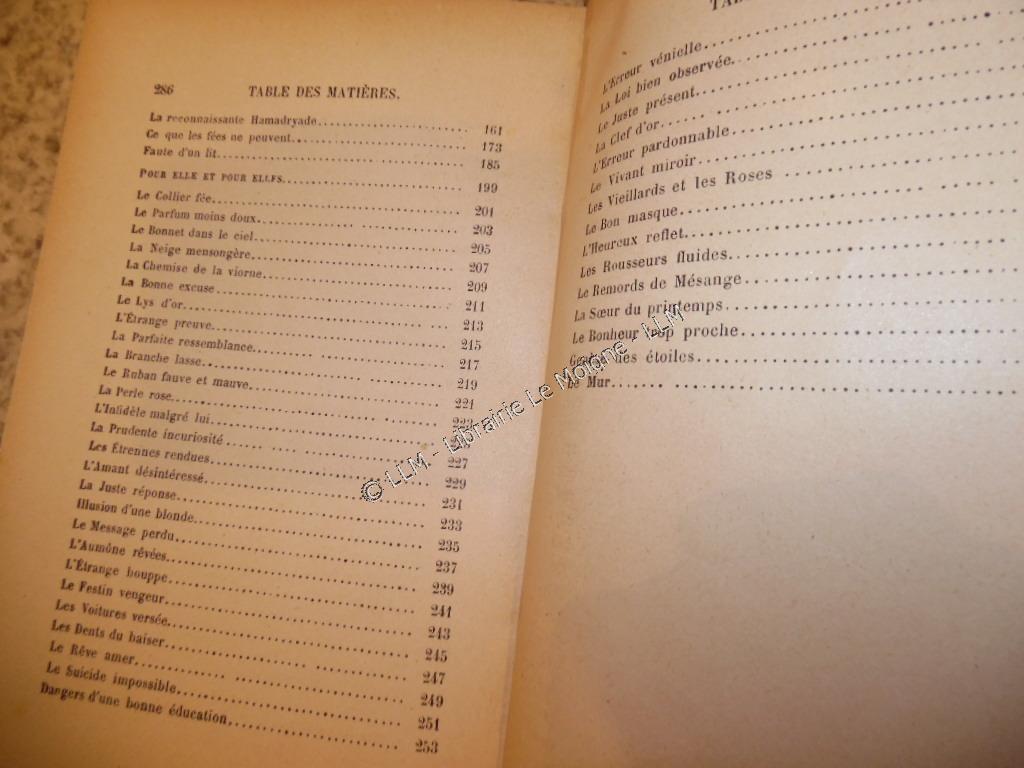 286 TABLE DES MATIÈRES.
La reconnaissante Hamadryade 161
Ce que les fées ne peuvent 173
Faute d'un lit 185
POUR ELLE ET POUR ELLES 199
Le Collier fée 201
Le Parfum moins doux 203
Le Bonnet dans le ciel 205
La Neige mensongère 207
La Chemise de la viorne 209
La Bonne excuse 211
Le Lys d'or 213
L'Étrange preuve 215
La Parfaite ressemblance 217
La Branche lasse 219
Le Ruban fauve et mauve 221
La Perle rose 223
L'Infidèle malgré lui
La Prudente incuriosité 227
Les Étrennes rendues 229
L'Amant désintéressé 231
La Juste réponse 233
Illusion d'une blonde 235
Le Message perdu 237
L'Aumône rêvées 239
L'Étrange houppe 241
Le Festin vengeur 243
Les Voitures versée 245
Les Dents du baiser 247
Le Rêve amer 249
Le Suicide impossible 251
Dangers d'une bonne éducation 253
L'Erreur vénielle
La Loi bien observée
Le Juste présent
La Clef d'or
L'Erreur pardonnable
Le Vivant miroir
Les Vieillards et les Roses
Le Bon masque
L'Heureux reflet
Les Rousseurs fluides
Le Remords de Mésange
La Sœur du printemps
Le Bonheur trop proche
des étoiles
Le Mur
© LLM - Librairie Le Moigne LLM